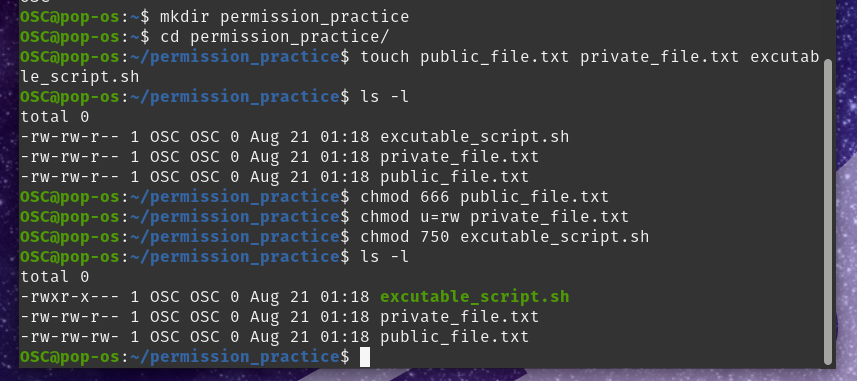 OSC@pop-os:~$ mkdir permission_practice
OSC@pop-os:~$ cd permission_practice/
OSC@pop-os:~/permission_practice$ touch public_file.txt private_file.txt excutab
le_script.sh
OSC@pop-os:~/permission_practice$ ls -l
total 0
-rw-rw-r-- 1 OSC OSC 0 Aug 21 01:18 excutable_script.sh
-rw-rw-r-- 1 OSC OSC 0 Aug 21 01:18 private_file.txt
-rw-rw-r-- 1 OSC OSC 0 Aug 21 01:18 public_file.txt
OSC@pop-os:~/permission_practice$ chmod 666 public_file.txt
OSC@pop-os:~/permission_practice$ chmod u=rw private_file.txt
OSC@pop-os:~/permission_practice$ chmod 750 excutable_script.sh
OSC@pop-os:~/permission_practice$ ls -l
total 0
-rwxr-x--- 1 OSC OSC 0 Aug 21 01:18 excutable_script.sh
-rw-rw-r-- 1 OSC OSC 0 Aug 21 01:18 private_file.txt
-rw-rw-rw- 1 OSC OSC 0 Aug 21 01:18 public_file.txt
OSC@pop-os:~/permission_practice$